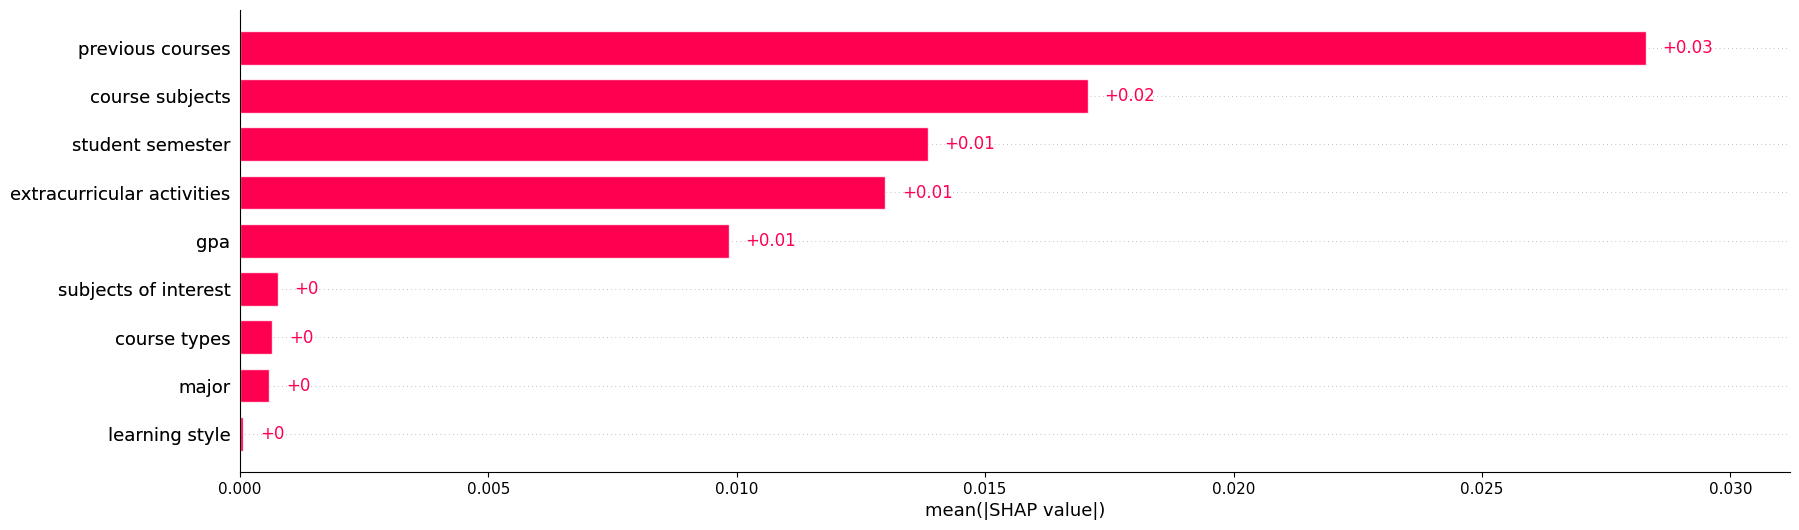 previous courses +0.03
course subjects +0.02
student semester +0.01
extracurricular activities +0.01
gpa +0.01
subjects of interest +0
course types +0
major +0
learning style +0
0.000 0.005 0.010 0.015 0.020 0.025 0.030
mean(|SHAP value|)